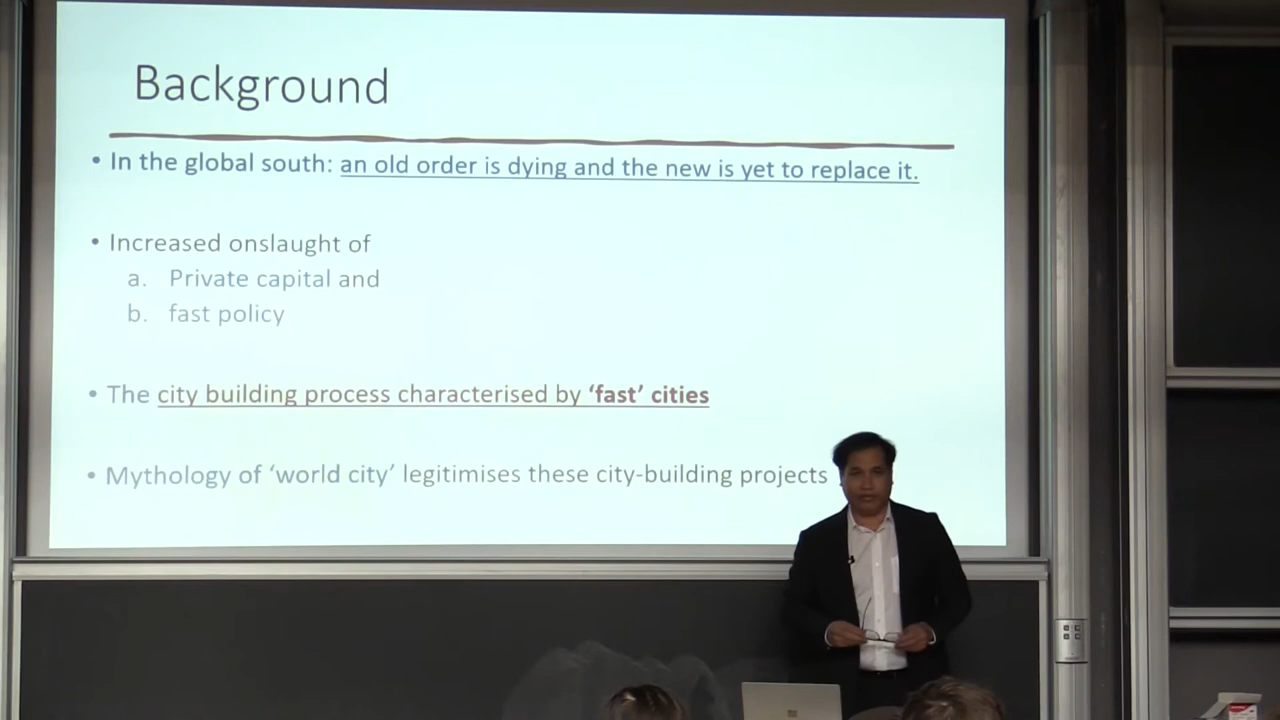 Background
• In the global south: an old order is dying and the new is yet to replace it.
• Increased onslaught of
a. Private capital and
b. fast policy
• The city building process characterised by ‘fast’ cities
• Mythology of ‘world city’ legitimises these city-building projects